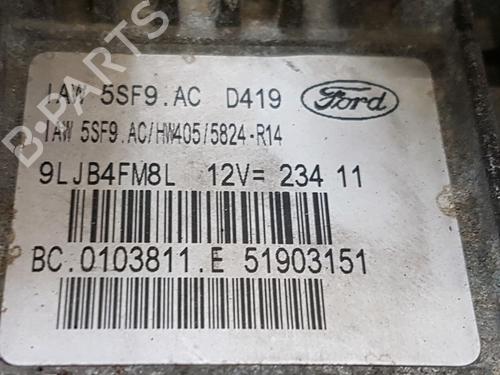 IAW 5SF9.AC D419 Ford
IAW 5SF9.AC/HW405/5824-R14
9LJB4FM8L 12V= 234 11
BC.0103811.E 51903151
B-PARTS